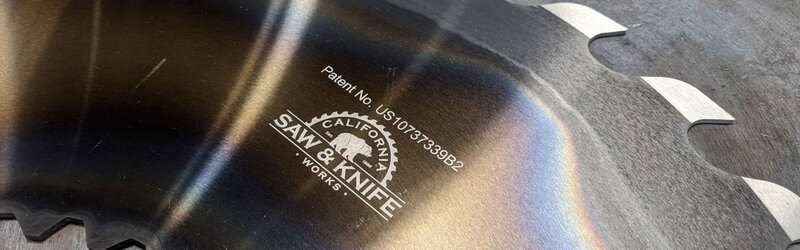 Patent No. US10737339B2
CALIFORNIA
SAW & KNIFE
· WORKS ·